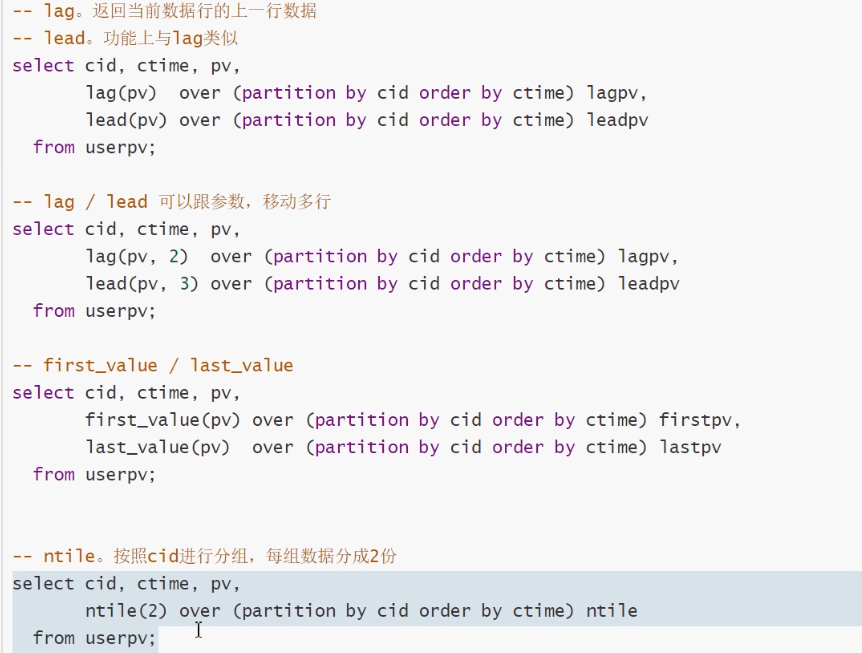 -- lag。返回当前数据行的上一行数据
-- lead。功能上与lag类似
select cid, ctime, pv,
       lag(pv)  over (partition by cid order by ctime) lagpv,
       lead(pv) over (partition by cid order by ctime) leadpv
  from userpv;
-- lag / lead 可以跟参数，移动多行
select cid, ctime, pv,
       lag(pv, 2)  over (partition by cid order by ctime) lagpv,
       lead(pv, 3) over (partition by cid order by ctime) leadpv
  from userpv;
-- first_value / last_value
select cid, ctime, pv,
       first_value(pv) over (partition by cid order by ctime) firstpv,
       last_value(pv)  over (partition by cid order by ctime) lastpv
  from userpv;
-- ntile。按照cid进行分组，每组数据分成2份
select cid, ctime, pv,
       ntile(2) over (partition by cid order by ctime) ntile
  from userpv;